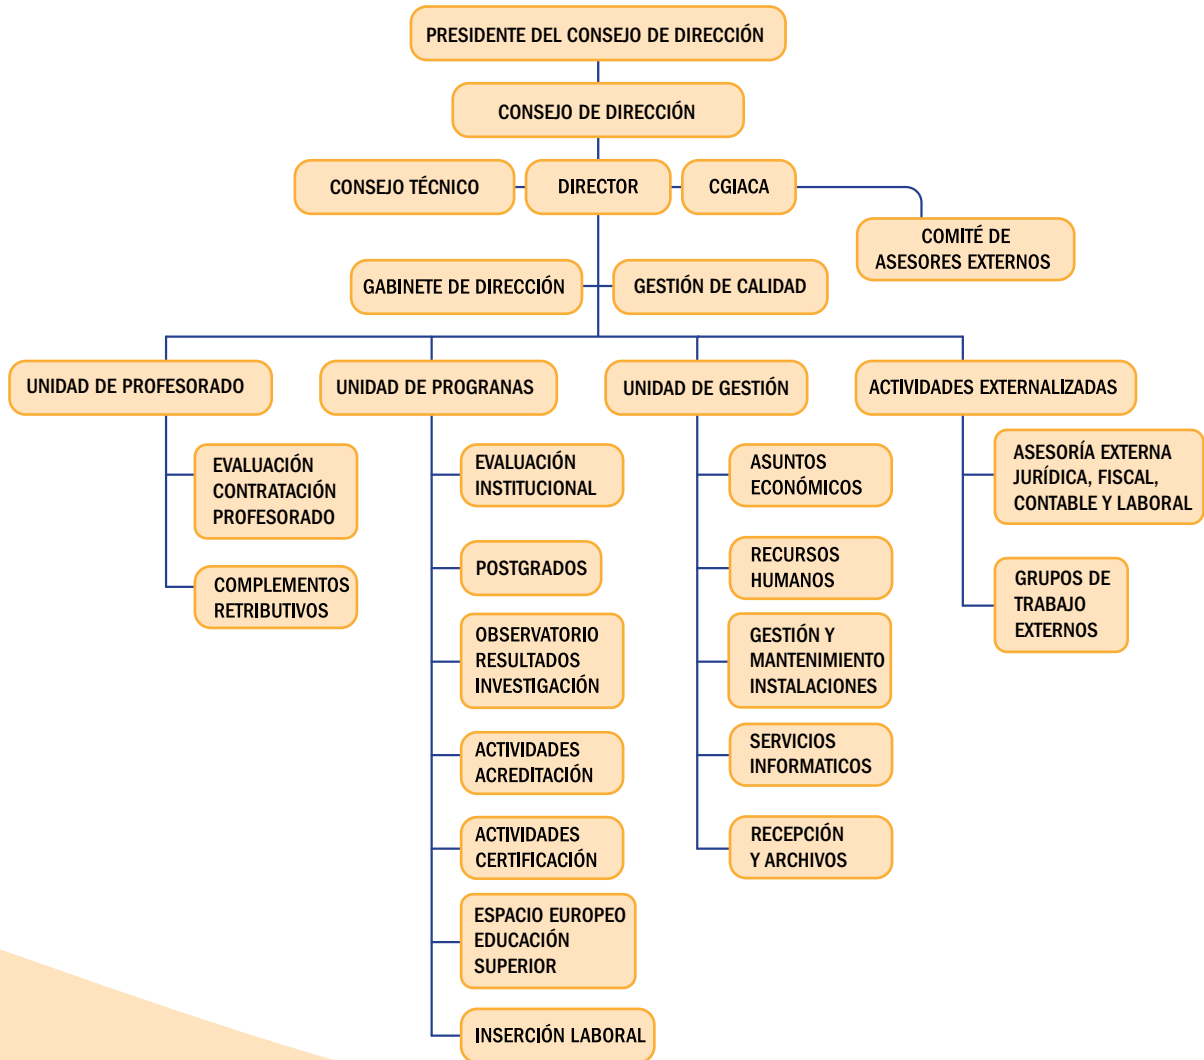 PRESIDENTE DEL CONSEJO DE DIRECCIÓN
CONSEJO DE DIRECCIÓN
CONSEJO TÉCNICO
DIRECTOR
CGIACA
COMITÉ DE
ASESORES EXTERNOS
GABINETE DE DIRECCIÓN
GESTIÓN DE CALIDAD
UNIDAD DE PROFESORADO
EVALUACIÓN
CONTRATACIÓN
PROFESORADO
COMPLEMENTOS
RETRIBUTIVOS
UNIDAD DE PROGRANAS
EVALUACIÓN
INSTITUCIONAL
POSTGRADOS
OBSERVATORIO
RESULTADOS
INVESTIGACIÓN
ACTIVIDADES
ACREDITACIÓN
ACTIVIDADES
CERTIFICACIÓN
ESPACIO EUROPEO
EDUCACIÓN
SUPERIOR
INSERCIÓN LABORAL
UNIDAD DE GESTIÓN
ASUNTOS
ECONÓMICOS
RECURSOS
HUMANOS
GESTIÓN Y
MANTENIMIENTO
INSTALACIONES
SERVICIOS
INFORMATICOS
RECEPCIÓN
Y ARCHIVOS
ACTIVIDADES EXTERNALIZADAS
ASESORÍA EXTERNA
JURÍDICA, FISCAL,
CONTABLE Y LABORAL
GRUPOS DE
TRABAJO
EXTERNOS